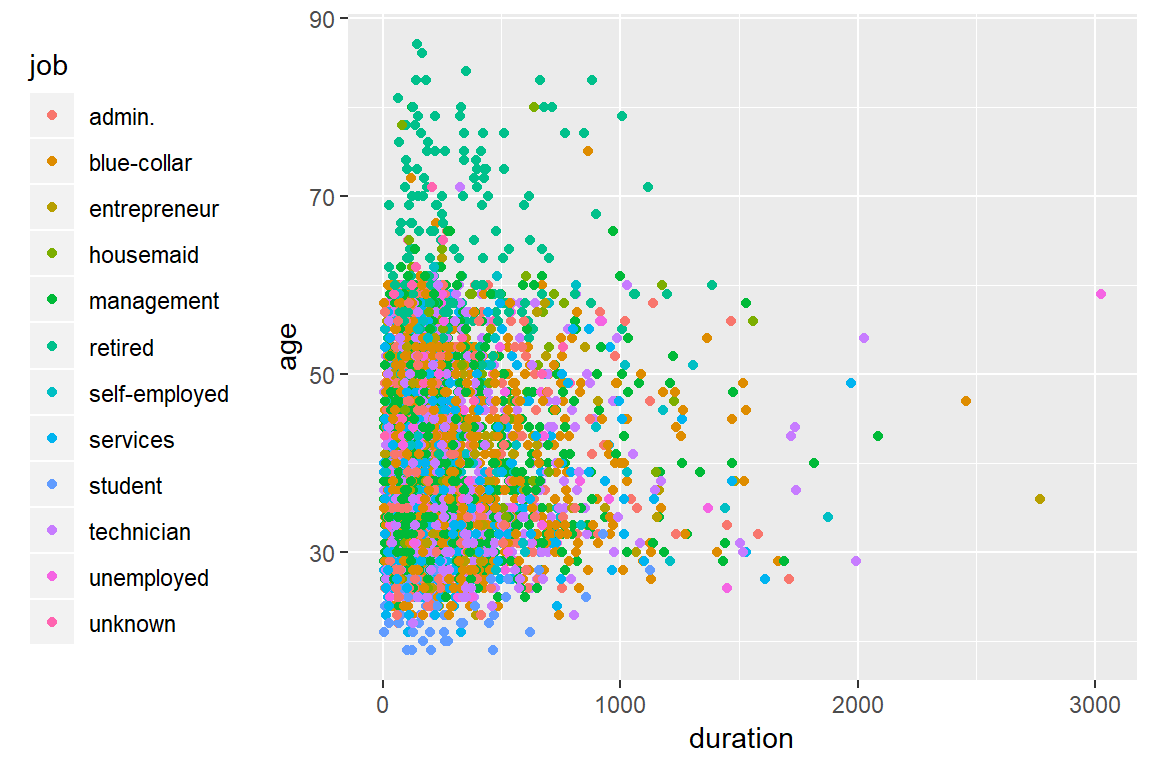 job
admin.
blue-collar
entrepreneur
housemaid
management
retired
self-employed
services
student
technician
unemployed
unknown
age
90
70
50
30
0 1000 2000 3000
duration